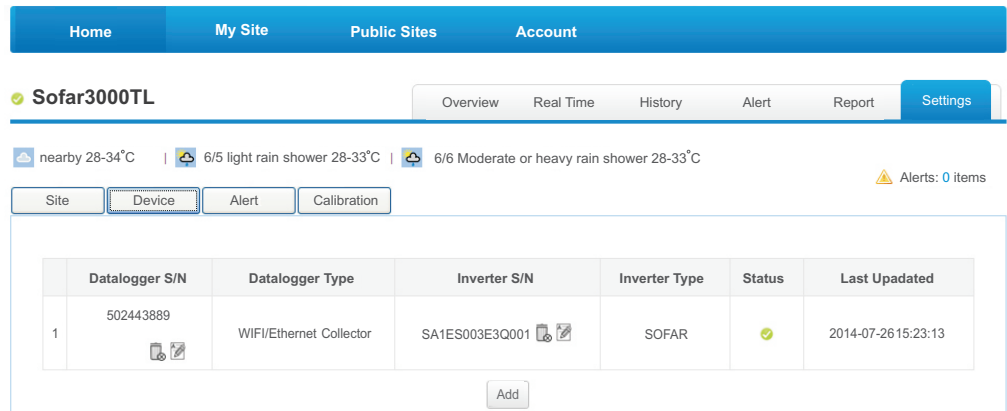 Home My Site Public Sites Account
Sofar3000TL
Overview Real Time History Alert Report Settings
nearby 28-34°C | 6/5 light rain shower 28-33°C | 6/6 Moderate or heavy rain shower 28-33°C
Alerts: 0 items
Site Device Alert Calibration
Datalogger S/N Datalogger Type Inverter S/N Inverter Type Status Last Upadated
1 502443889 WIFI/Ethernet Collector SA1ES003E3Q001 SOFAR 2014-07-2615:23:13
Add